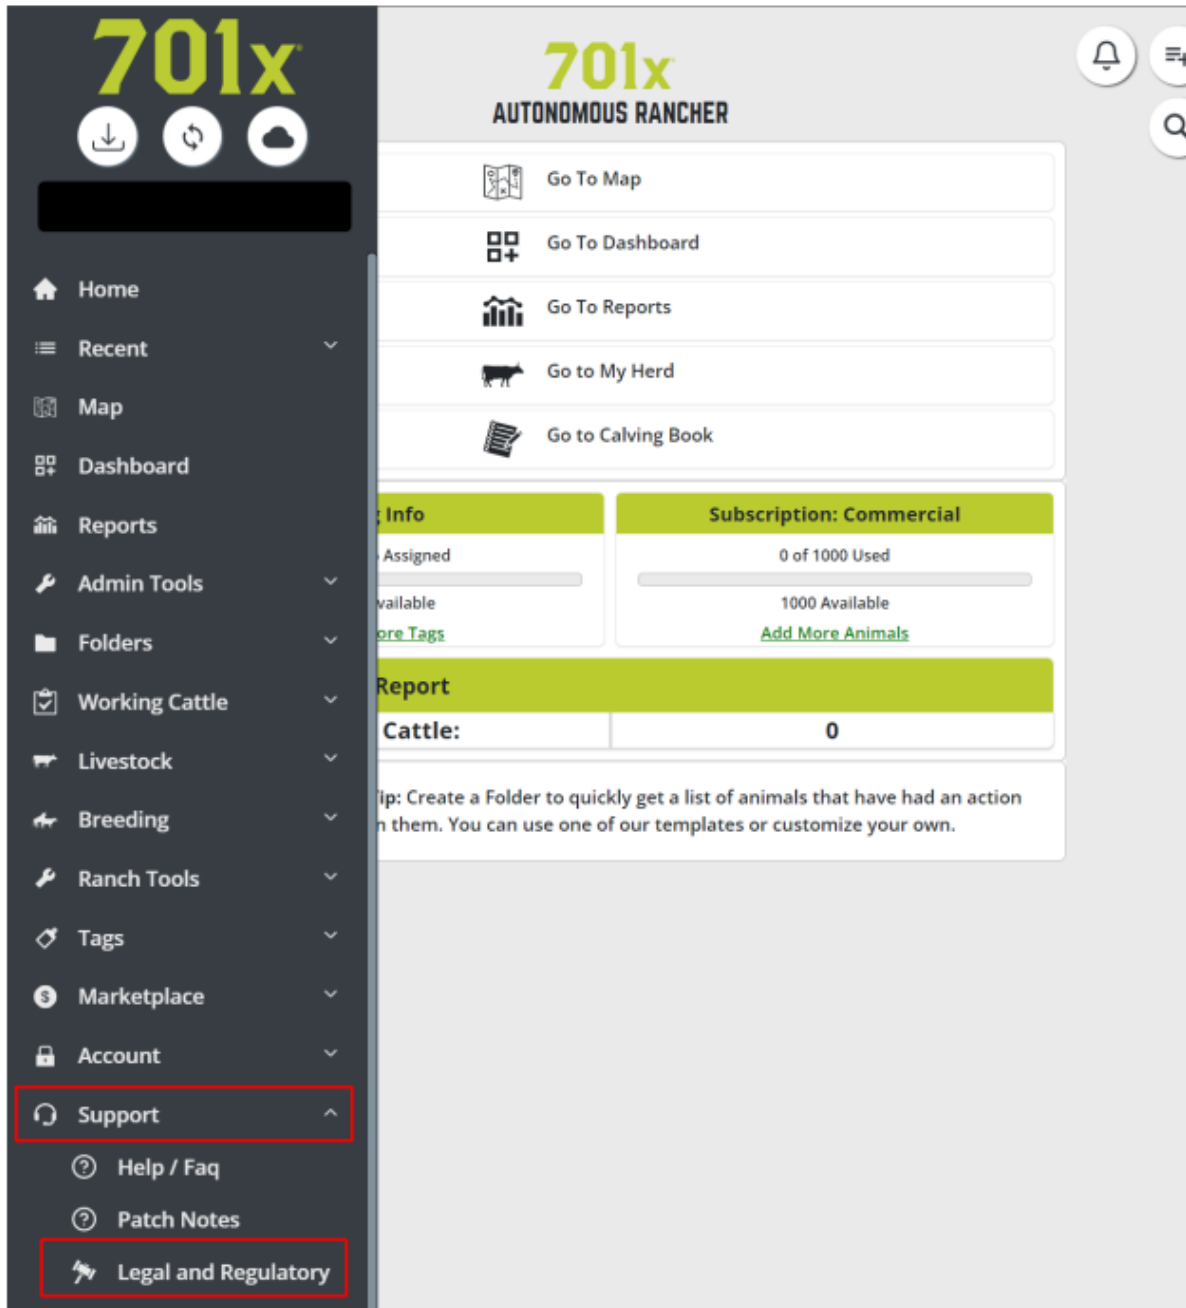 701x
Home
Recent
Map
Dashboard
Reports
Admin Tools
Folders
Working Cattle
Livestock
Breeding
Ranch Tools
Tags
Marketplace
Account
Support
Help / Faq
Patch Notes
Legal and Regulatory
701x
AUTONOMOUS RANCHER
Go To Map
Go To Dashboard
Go To Reports
Go to My Herd
Go to Calving Book
Info
Assigned
vailable
ore Tags
Subscription: Commercial
0 of 1000 Used
1000 Available
Add More Animals
Report
Cattle:
0
ip: Create a Folder to quickly get a list of animals that have had an action
n them. You can use one of our templates or customize your own.